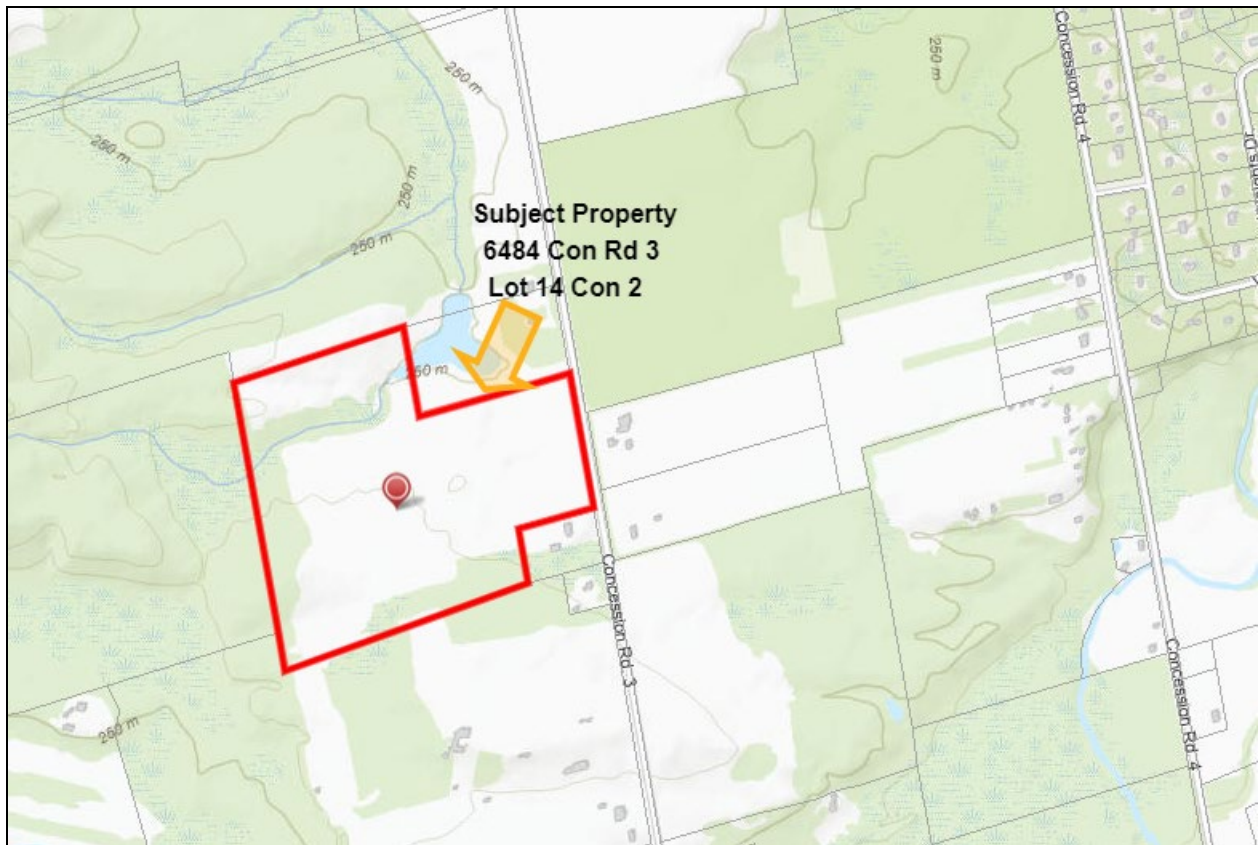 Concession Rd. 4
250 m
250 m
250 m
250 m
250 m
Subject Property
6484 Con Rd 3
Lot 14 Con 2
250 m
Concession Rd. 3
Concession Rd. 4
250 m